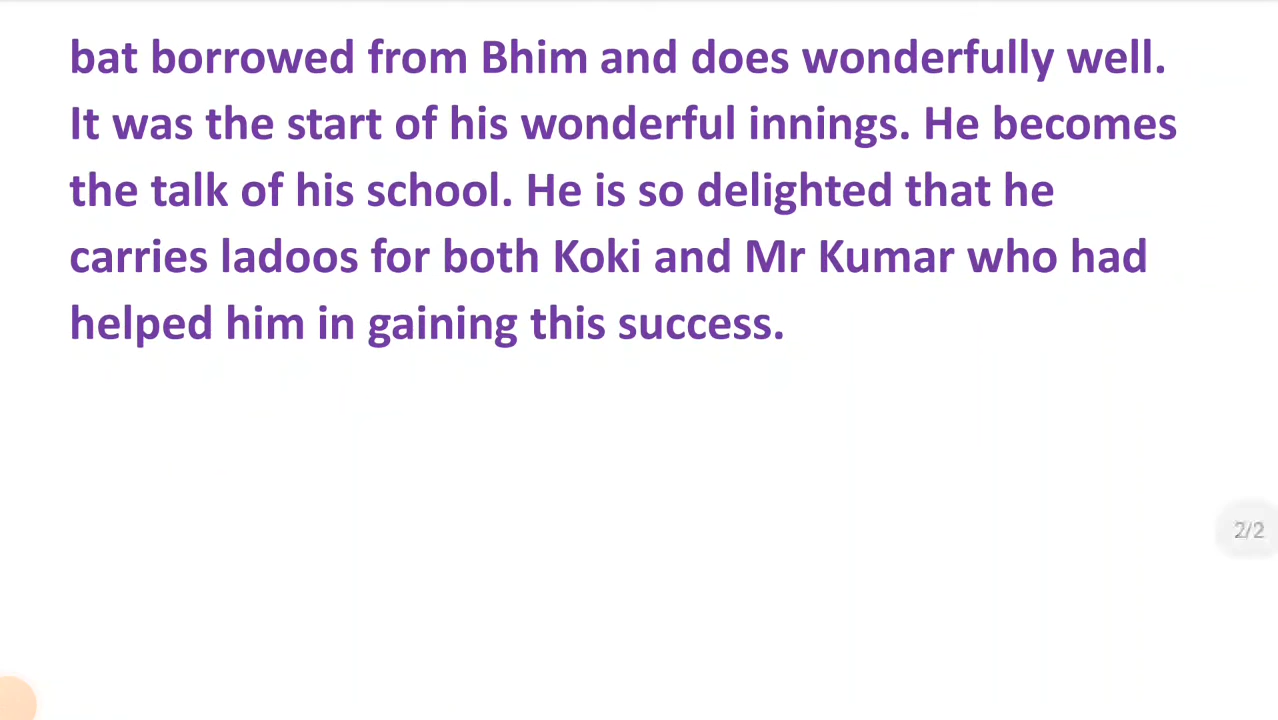 bat borrowed from Bhim and does wonderfully well.
It was the start of his wonderful innings. He becomes
the talk of his school. He is so delighted that he
carries ladoos for both Koki and Mr Kumar who had
helped him in gaining this success.
2/2